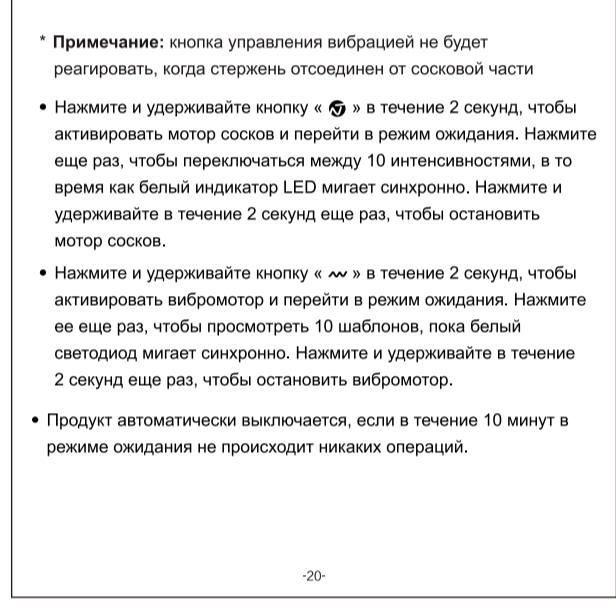 * Примечание: кнопка управления вибрацией не будет
реагировать, когда стержень отсоединен от сосковой части
• Нажмите и удерживайте кнопку « » в течение 2 секунд, чтобы
активировать мотор сосков и перейти в режим ожидания. Нажмите
еще раз, чтобы переключаться между 10 интенсивностями, в то
время как белый индикатор LED мигает синхронно. Нажмите и
удерживайте в течение 2 секунд еще раз, чтобы остановить
мотор сосков.
• Нажмите и удерживайте кнопку « » в течение 2 секунд, чтобы
активировать вибромотор и перейти в режим ожидания. Нажмите
ее еще раз, чтобы просмотреть 10 шаблонов, пока белый
светодиод мигает синхронно. Нажмите и удерживайте в течение
2 секунд еще раз, чтобы остановить вибромотор.
• Продукт автоматически выключается, если в течение 10 минут в
режиме ожидания не происходит никаких операций.
-20-